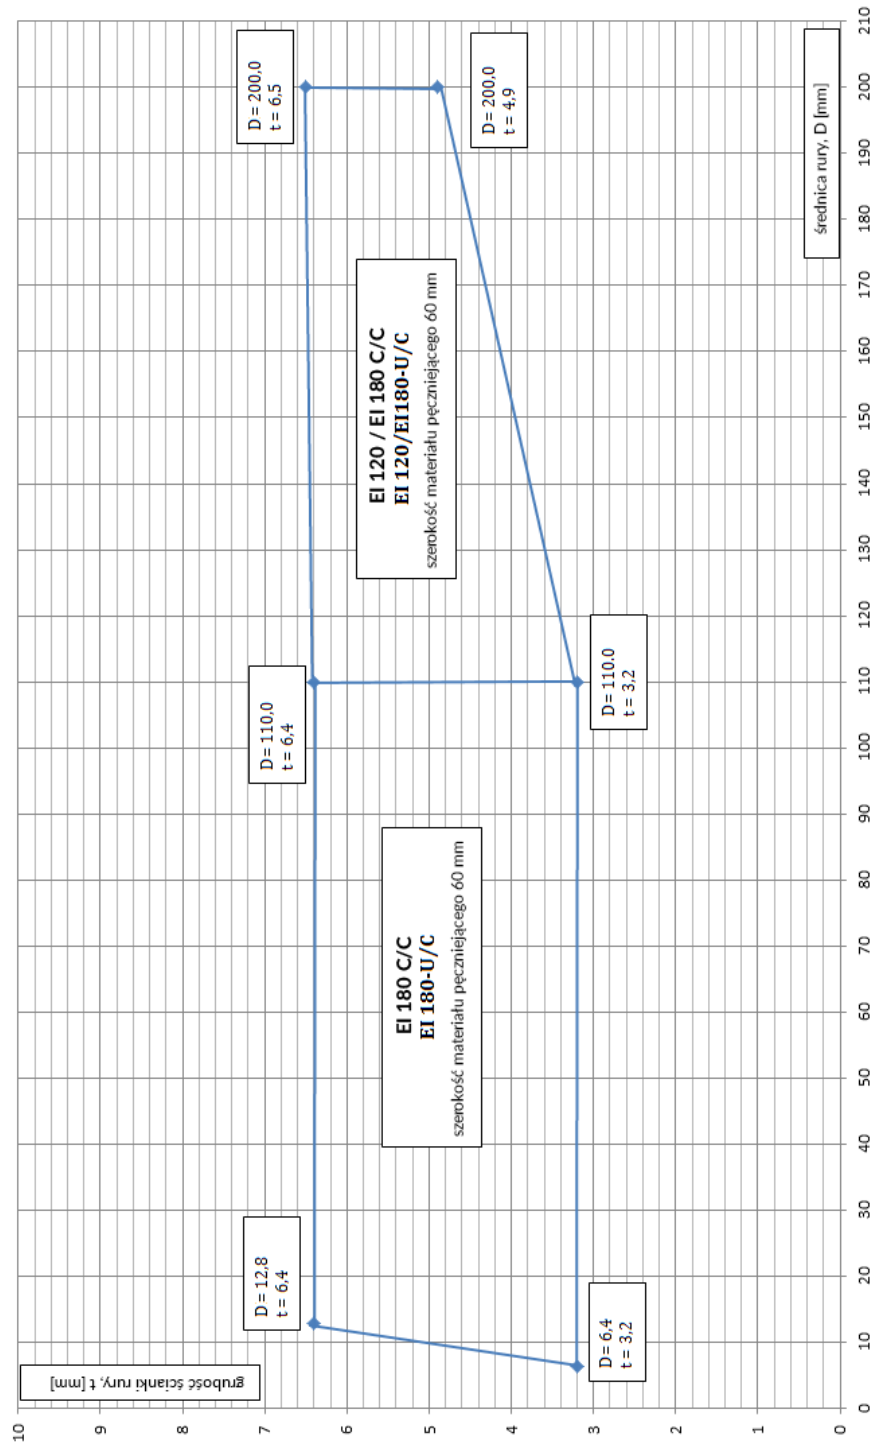 grubość ścianki rury, t [mm]
10
9
8
7
6
5
4
3
2
1
0
0
10
20
30
40
50
60
70
80
90
100
110
120
130
140
150
160
170
180
190
200
210
średnica rury, D [mm]
D = 12,8
t = 6,4
D = 110,0
t = 6,4
D = 200,0
t = 6,5
D = 6,4
t = 3,2
D = 110.0
t = 3,2
D = 200,0
t = 4,9
EI 180 C/C
EI 180-U/C
szerokość materiału pęczniejącego 60 mm
EI 120 / EI 180 C/C
EI 120/EI180-U/C
szerokość materiału pęczniejącego 60 mm